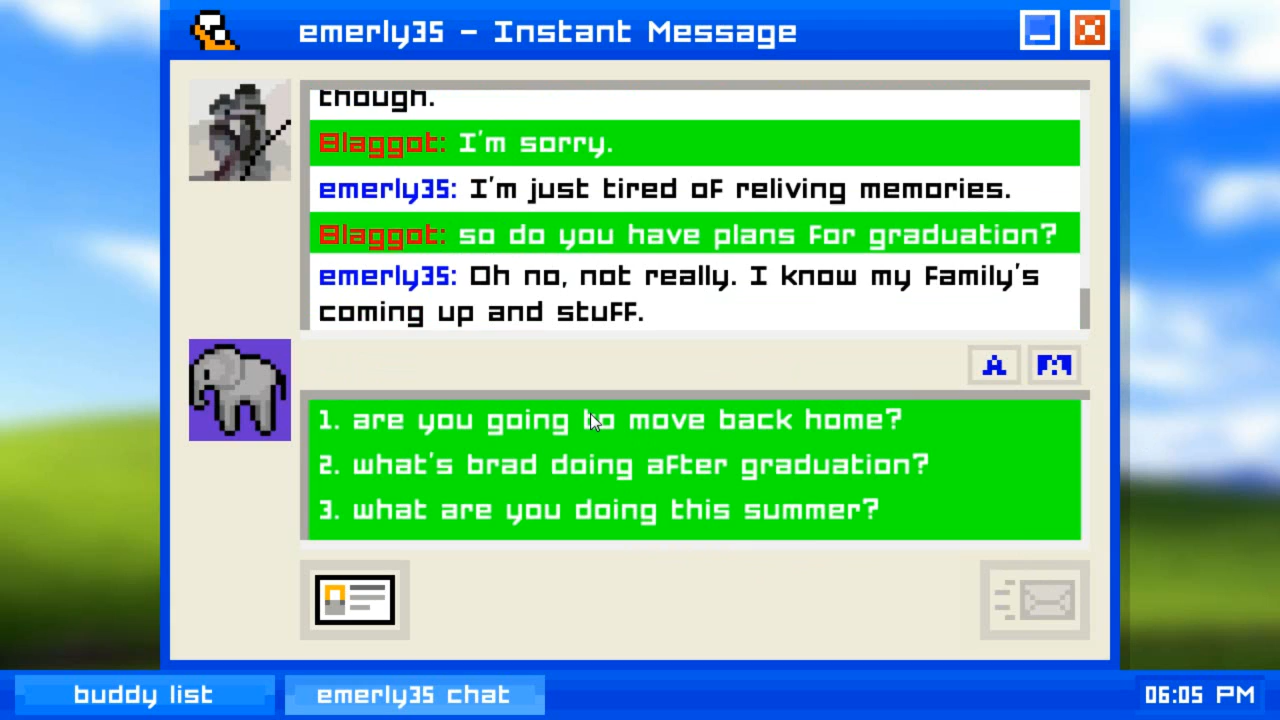 emerly35 - Instant Message
though.
Blaggot: I'm sorry.
emerly35: I'm just tired of reliving memories.
Blaggot: so do you have plans for graduation?
emerly35: Oh no, not really. I know my family's
coming up and stuff.
A
1. are you going to move back home?
2. what's brad doing after graduation?
3. what are you doing this summer?
buddy list
emerly35 chat
06:05 PM